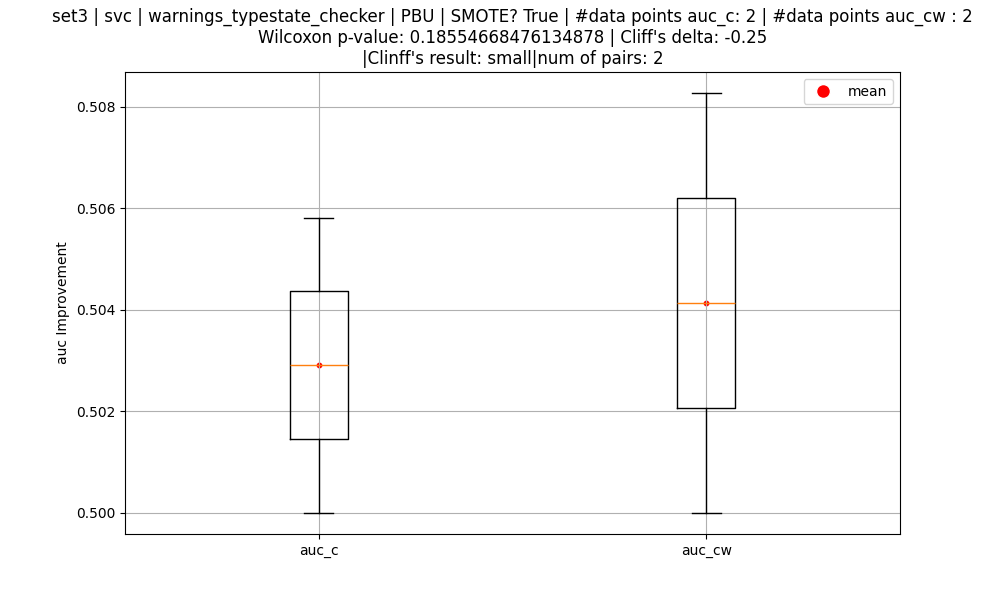 set3 | svc | warnings_typestate_checker | PBU | SMOTE? True | #data points auc_c: 2 | #data points auc_cw : 2
Wilcoxon p-value: 0.18554668476134878 | Cliff's delta: -0.25
|Clinff's result: small|num of pairs: 2
mean
0.508
0.506
0.504
0.502
0.500
auc Improvement
auc_c
auc_cw